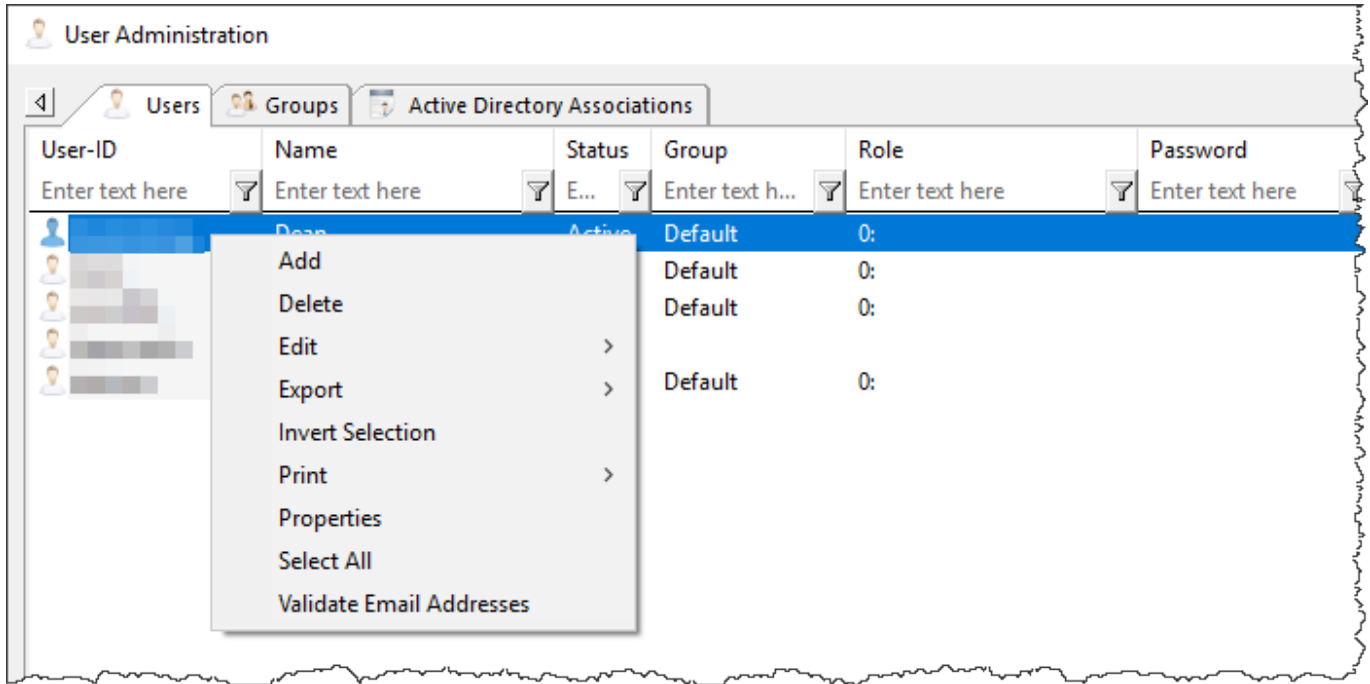 User Administration
Users Groups Active Directory Associations
User-ID Name Status Group Role Password
Enter text here Enter text here E... Enter text h... Enter text here Enter text here
Dean Active Default 0:
Default 0:
Default 0:
Default 0:
Add
Delete
Edit
Export
Invert Selection
Print
Properties
Select All
Validate Email Addresses